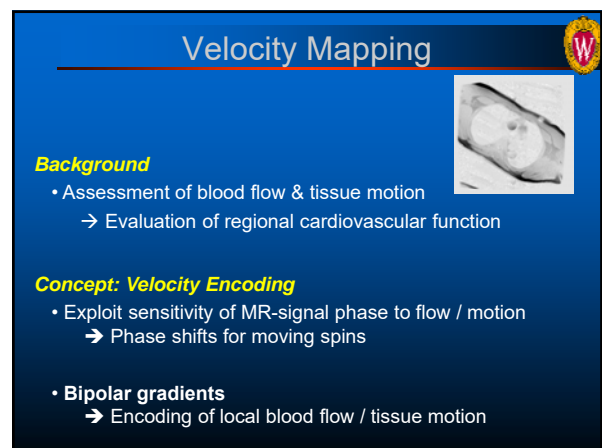 Velocity Mapping
W
Background
• Assessment of blood flow & tissue motion
→ Evaluation of regional cardiovascular function
Concept: Velocity Encoding
• Exploit sensitivity of MR-signal phase to flow / motion
➔ Phase shifts for moving spins
• Bipolar gradients
➔ Encoding of local blood flow / tissue motion